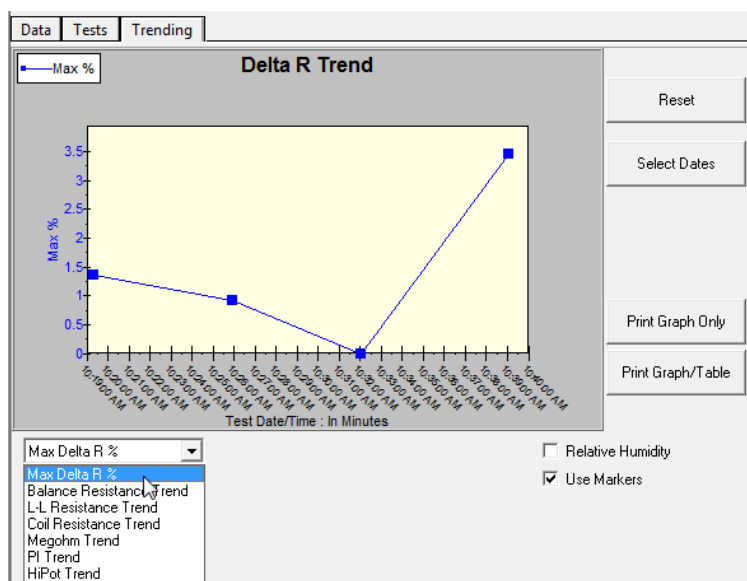 Data Tests Trending
Max %
Delta R Trend
Reset
Select Dates
3.5
3
2.5
2
1.5
1
0.5
0
Max %
10:19:00 AM
10:20:00 AM
10:21:00 AM
10:22:00 AM
10:23:00 AM
10:24:00 AM
10:25:00 AM
10:26:00 AM
10:27:00 AM
10:28:00 AM
10:29:00 AM
10:30:00 AM
10:31:00 AM
10:32:00 AM
10:33:00 AM
10:34:00 AM
10:35:00 AM
10:36:00 AM
10:37:00 AM
10:38:00 AM
10:39:00 AM
10:40:00 AM
Test Date/Time : In Minutes
Print Graph Only
Print Graph/Table
Max Delta R %
Relative Humidity
Use Markers
Max Delta R %
Balance Resistance Trend
L-L Resistance Trend
Coil Resistance Trend
Megohm Trend
PI Trend
HiPot Trend